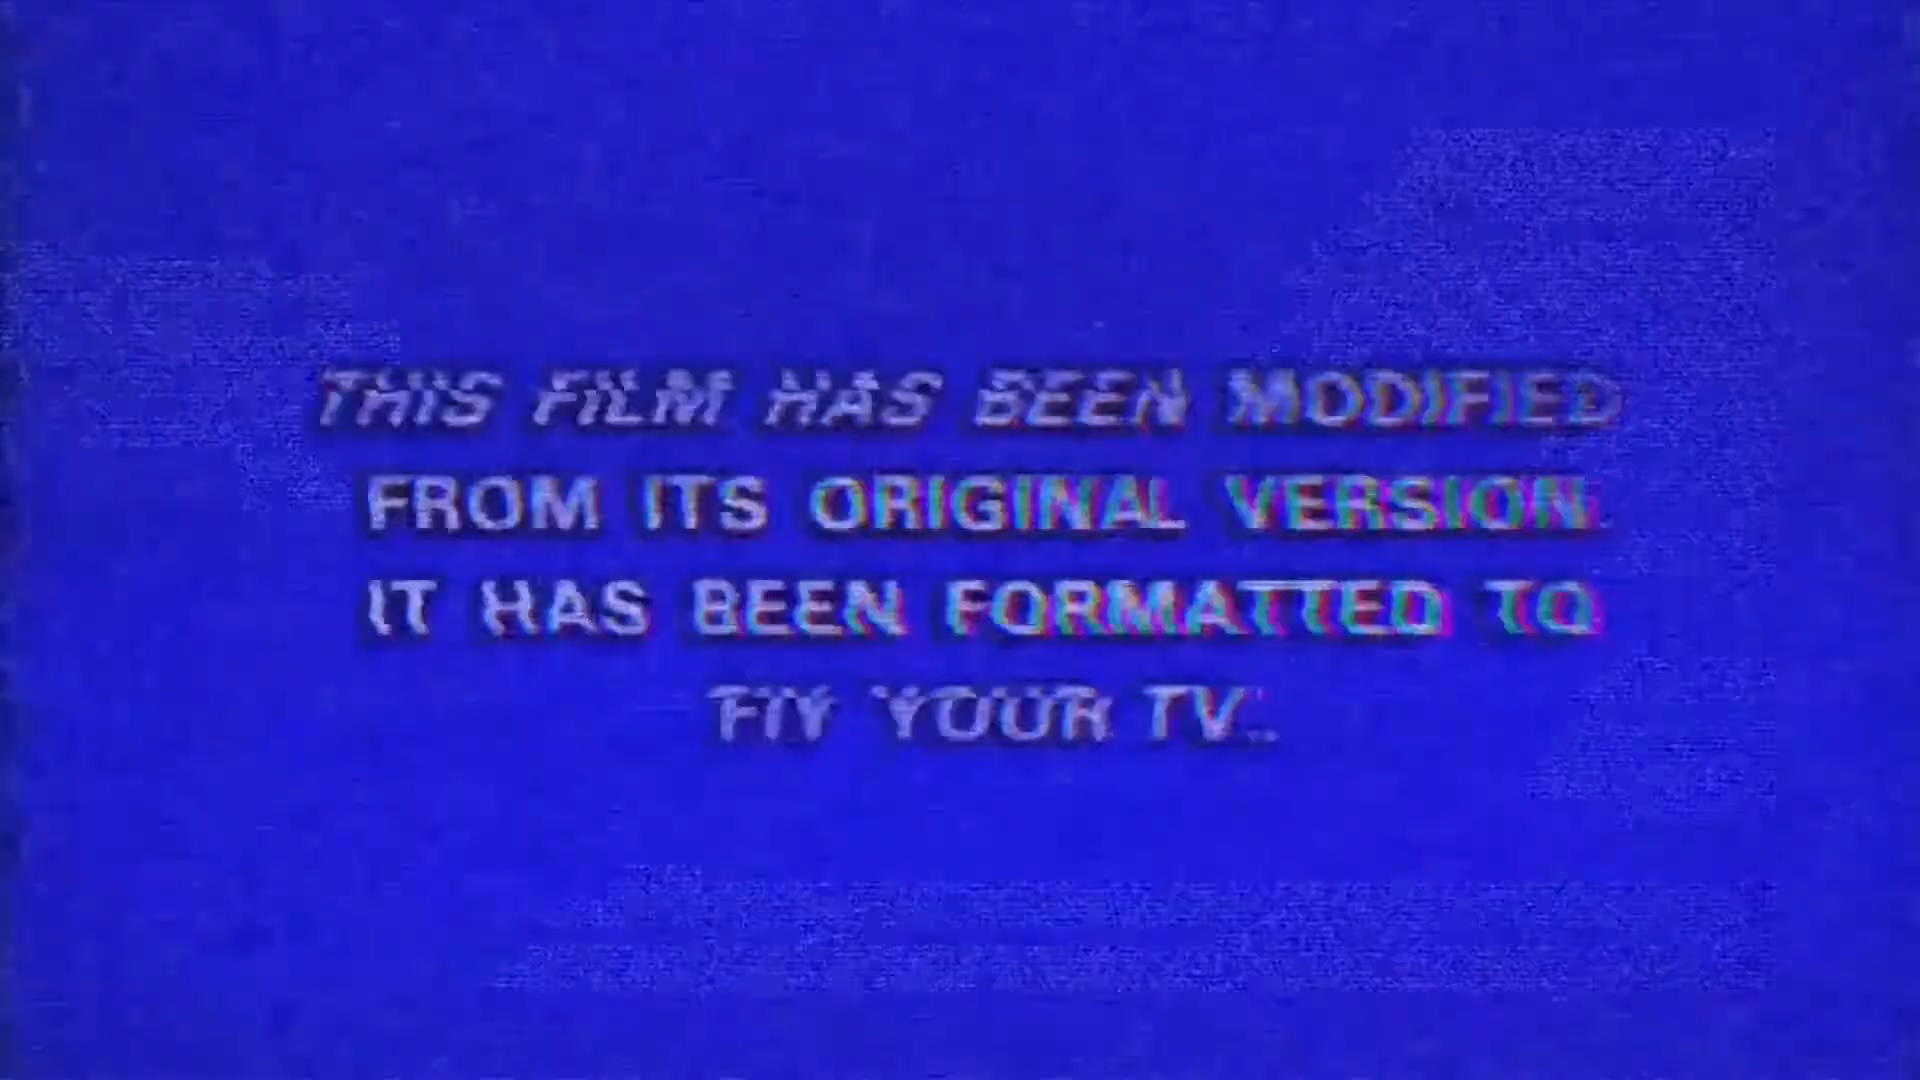 THIS FILM HAS BEEN MODIFIED
FROM ITS ORIGINAL VERSION.
IT HAS BEEN FORMATTED TO
FIT YOUR TV..